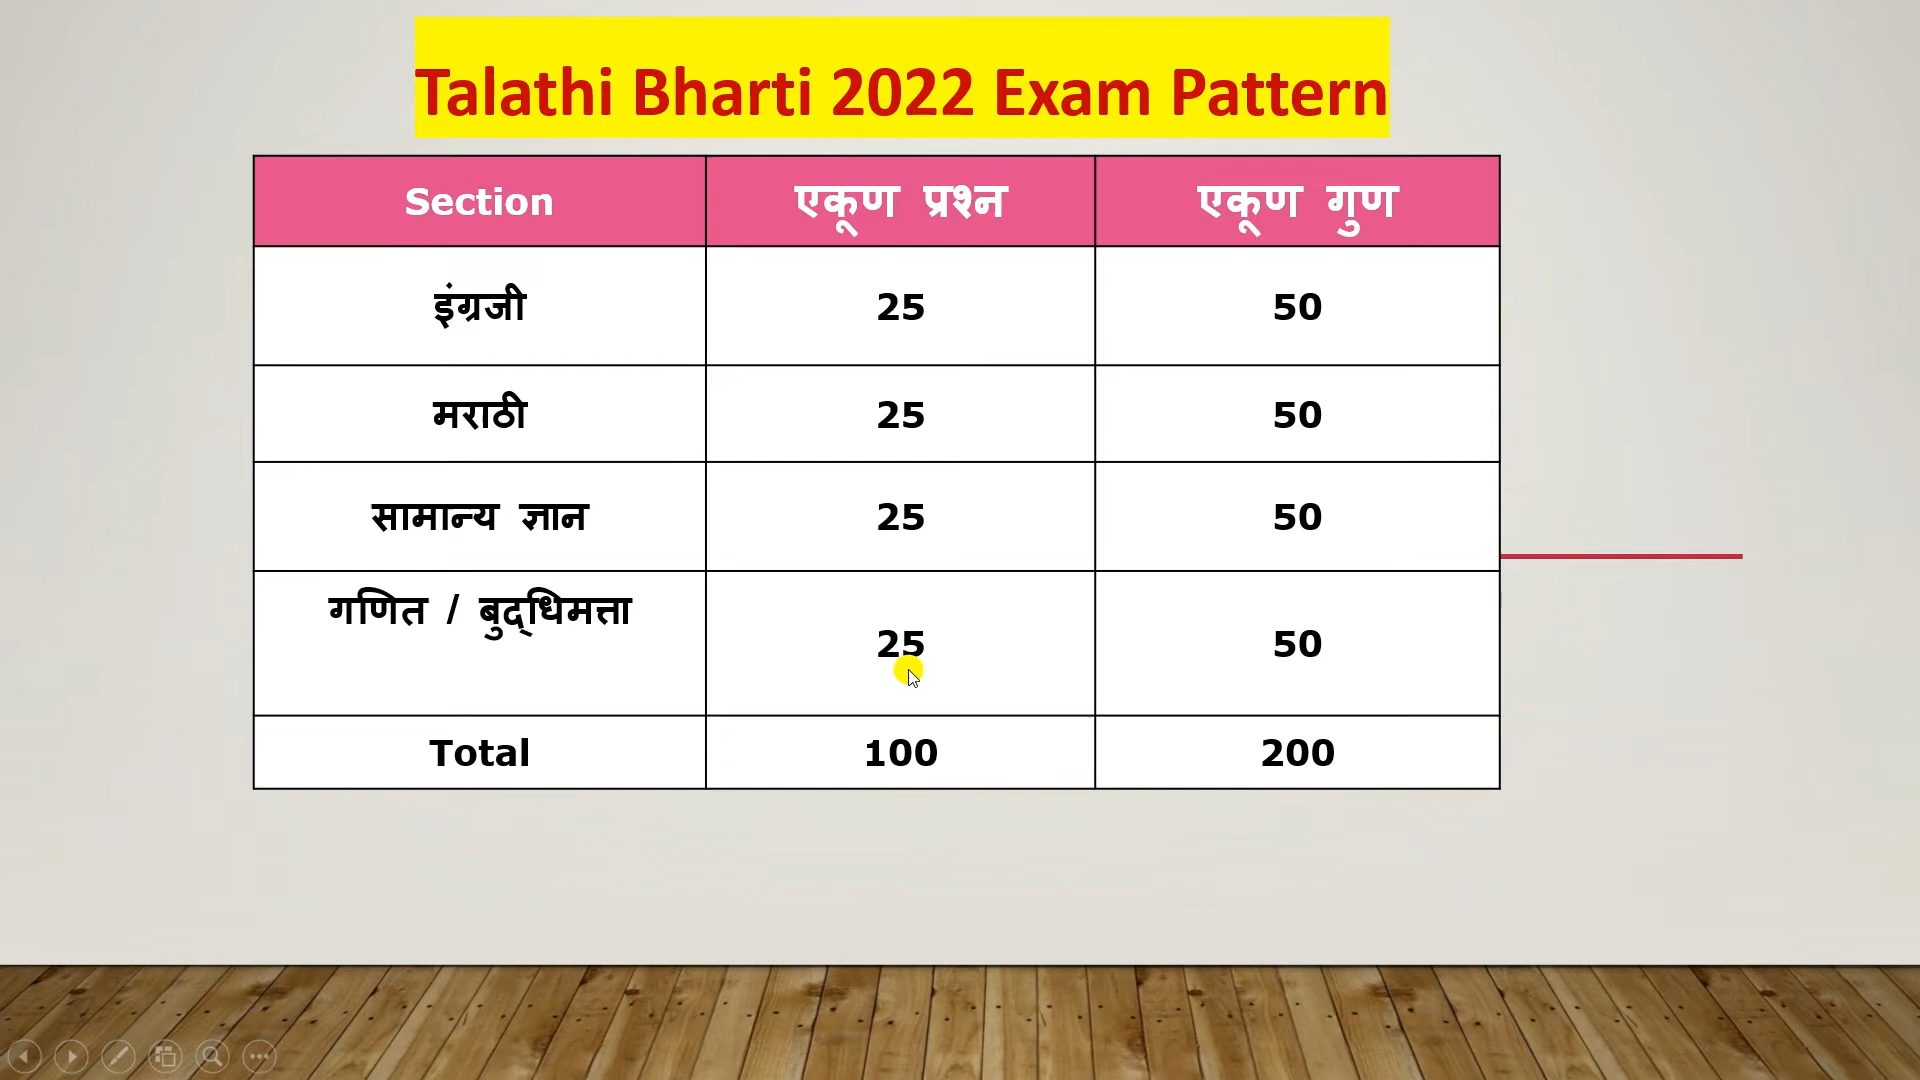 Talathi Bharti 2022 Exam Pattern
Section एकूण प्रश्न एकूण गुण
इंग्रजी 25 50
मराठी 25 50
सामान्य ज्ञान 25 50
गणित / बुद्धिमत्ता 25 50
Total 100 200